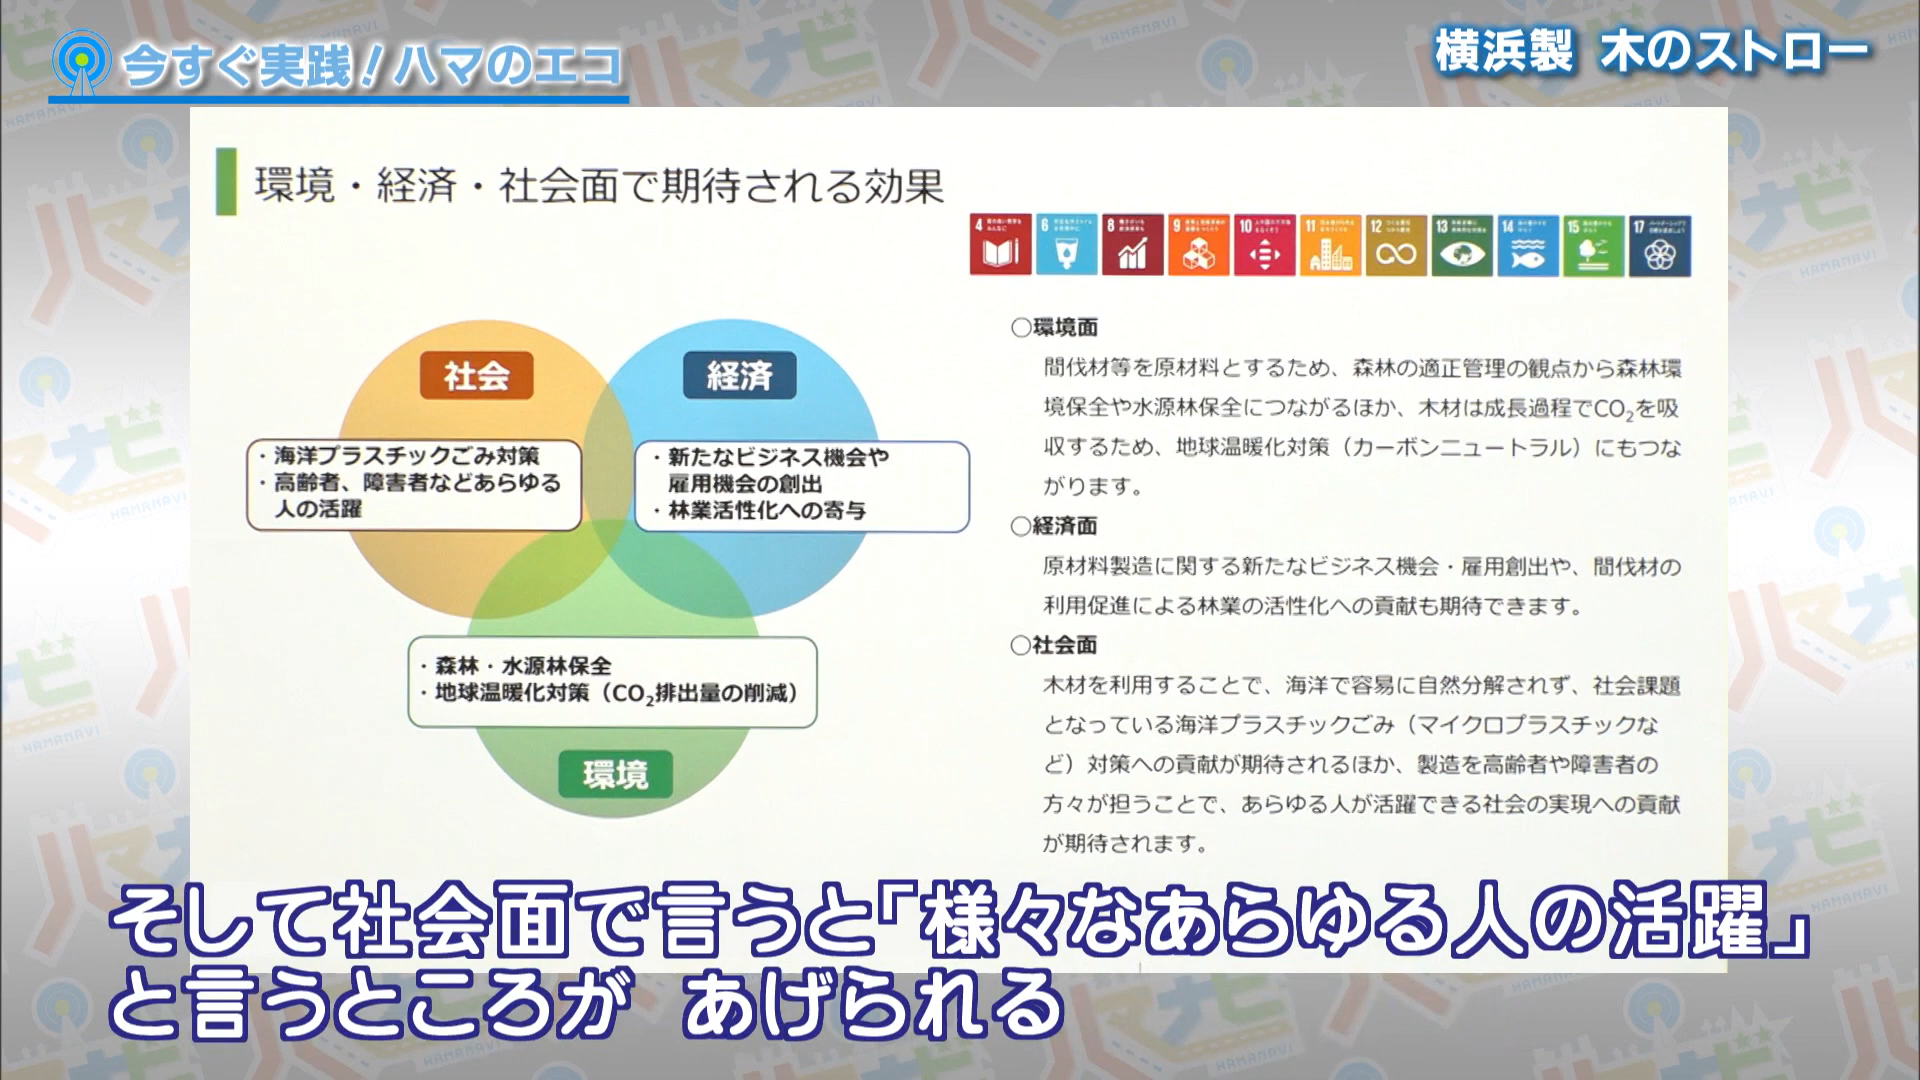 今すぐ実践！ハマのエコ
横浜製 木のストロー
環境・経済・社会面で期待される効果
4
6
8
9
10
11
12
13
14
15
17
社会
・海洋プラスチックごみ対策
・高齢者、障害者などあらゆる
人の活躍
経済
・新たなビジネス機会や
雇用機会の創出
・林業活性化への寄与
・森林・水源林保全
・地球温暖化対策（CO₂排出量の削減）
環境
○環境面
間伐材等を原材料とするため、森林の適正管理の観点から森林環
境保全や水源林保全につながるほか、木材は成長過程でCO₂を吸
収するため、地球温暖化対策（カーボンニュートラル）にもつな
がります。
○経済面
原材料製造に関する新たなビジネス機会・雇用創出や、間伐材の
利用促進による林業の活性化への貢献も期待できます。
○社会面
木材を利用することで、海洋で容易に自然分解されず、社会課題
となっている海洋プラスチックごみ（マイクロプラスチックな
ど）対策への貢献が期待されるほか、製造を高齢者や障害者の
方々が担うことで、あらゆる人が活躍できる社会の実現への貢献
が期待されます。
そして社会面で言うと「様々なあらゆる人の活躍」
と言うところが あげられる